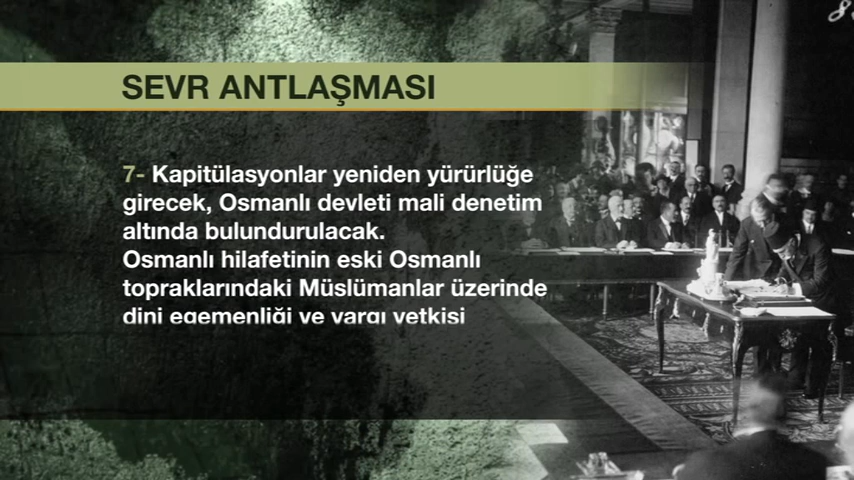 SEVR ANTLAŞMASI
7- Kapitülasyonlar yeniden yürürlüğe
girecek, Osmanlı devleti mali denetim
altında bulundurulacak.
Osmanlı hilafetinin eski Osmanlı
topraklarındaki Müslümanlar üzerinde
dini egemenliği ve yargı yetkisi